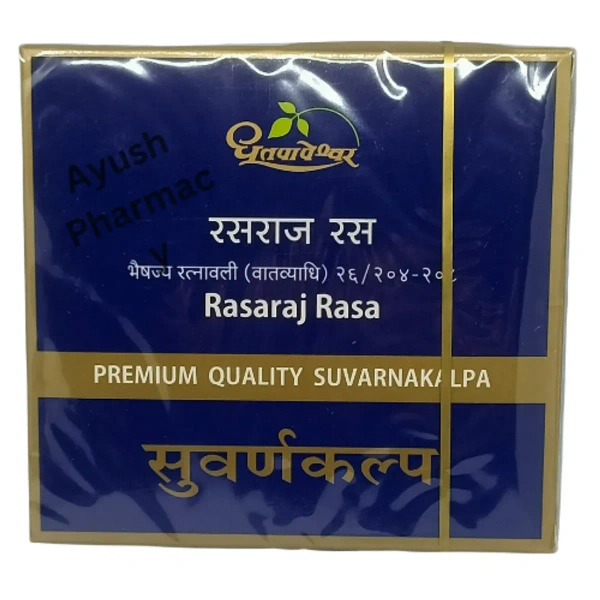 धूतपापेश्वर
Ayush
Pharmac
y
रसराज रस
भैषज्य रत्नावली (वातव्याधि) २६/२०४-२०८
Rasaraj Rasa
PREMIUM QUALITY SUVARNAKALPA
सुवर्णकल्प